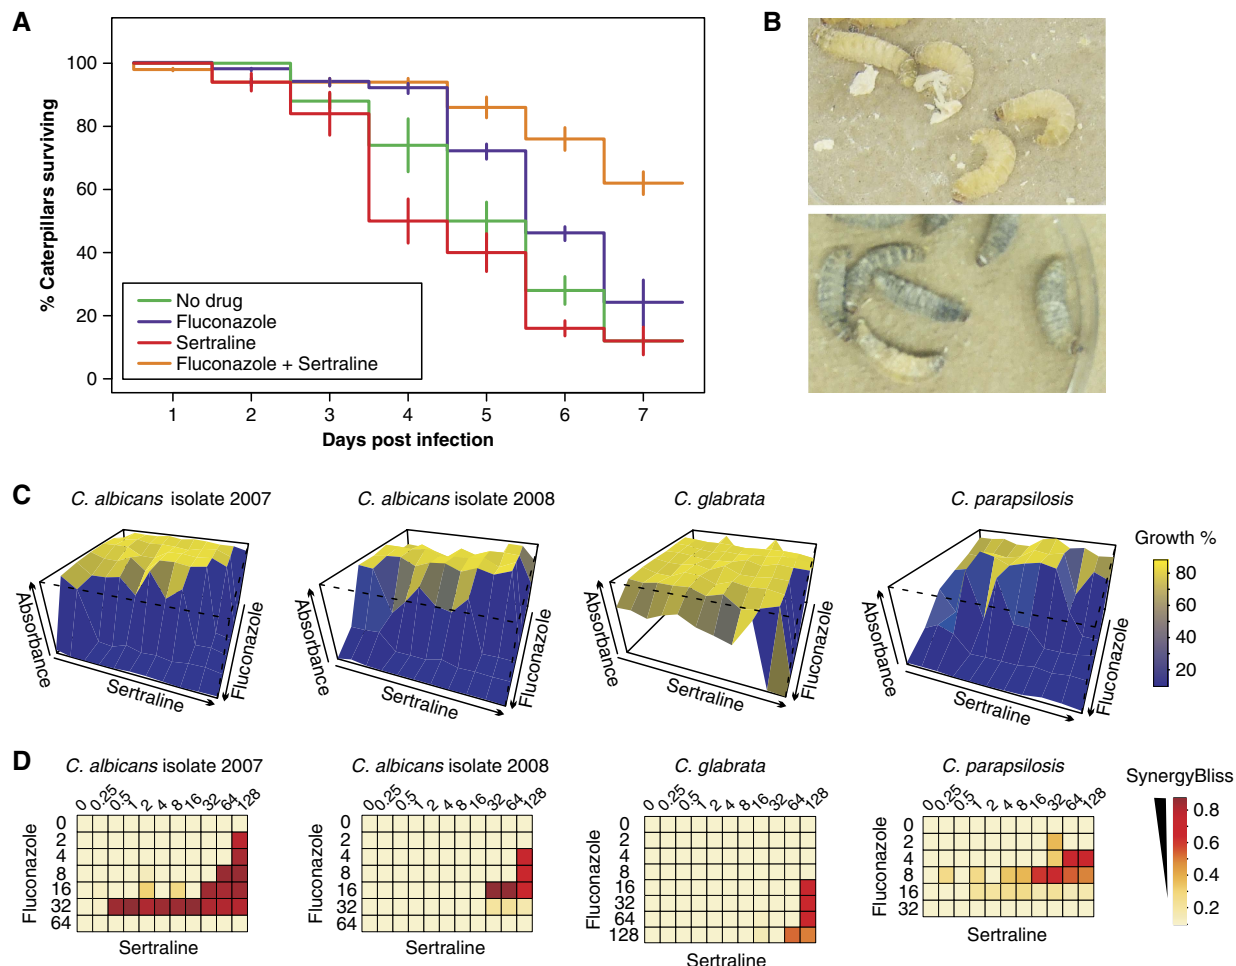 A
B
% Caterpillars surviving
100
80
60
40
20
0
No drug
Fluconazole
Sertraline
Fluconazole + Sertraline
1 2 3 4 5 6 7
Days post infection
C
C. albicans isolate 2007
C. albicans isolate 2008
C. glabrata
C. parapsilosis
Absorbance
Sertraline
Fluconazole
Absorbance
Sertraline
Fluconazole
Absorbance
Sertraline
Fluconazole
Absorbance
Sertraline
Fluconazole
Growth %
80
60
40
20
D
C. albicans isolate 2007
0 0.25 0.5 1 2 4 8 16 32 64 128
Fluconazole
0
2
4
8
16
32
64
Sertraline
C. albicans isolate 2008
0 0.25 0.5 1 2 4 8 16 32 64 128
Fluconazole
0
2
4
8
16
32
64
Sertraline
C. glabrata
0 0.25 0.5 1 2 4 8 16 32 64 128
Fluconazole
0
2
4
8
16
32
64
128
Sertraline
C. parapsilosis
0 0.25 0.5 1 2 4 8 16 32 64 128
Fluconazole
0
2
4
8
16
32
Sertraline
SynergyBliss
0.8
0.6
0.4
0.2